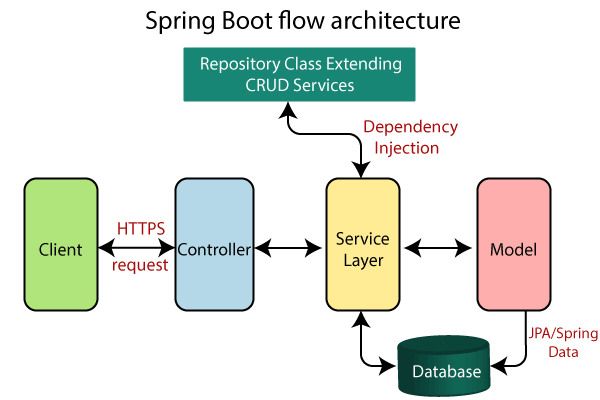 Spring Boot flow architecture
Repository Class Extending
CRUD Services
Dependency
Injection
Client
HTTPS
request
Controller
Service
Layer
Model
JPA/Spring
Data
Database